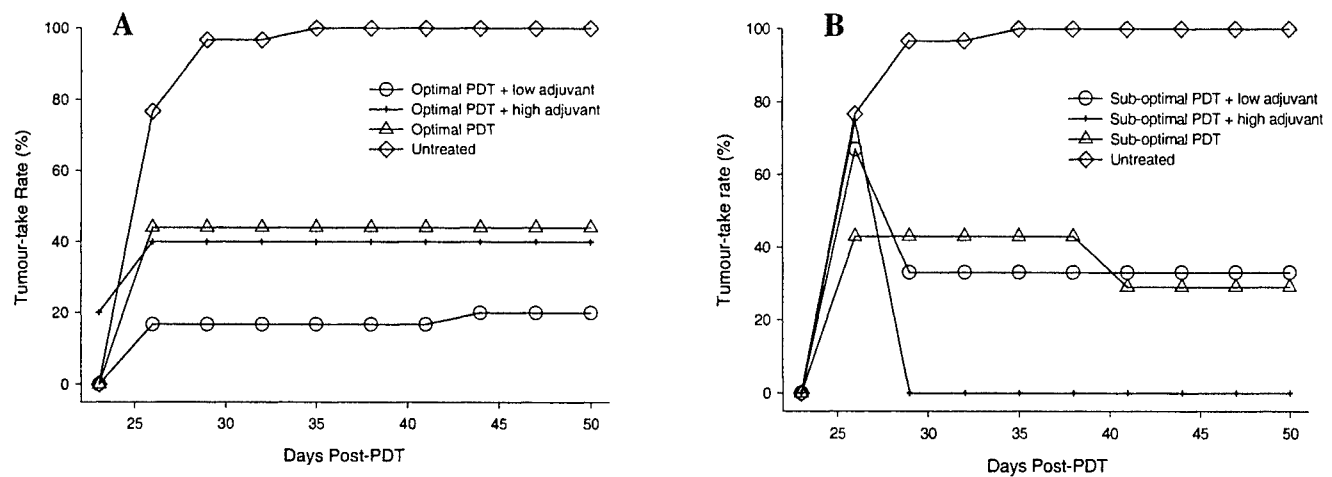 A
100
80
60
40
20
0
Tumour-take Rate (%)
Optimal PDT + low adjuvant
Optimal PDT + high adjuvant
Optimal PDT
Untreated
25 30 35 40 45 50
Days Post-PDT
B
100
80
60
40
20
0
Tumour-take rate (%)
Sub-optimal PDT + low adjuvant
Sub-optimal PDT + high adjuvant
Sub-optimal PDT
Untreated
25 30 35 40 45 50
Days Post-PDT